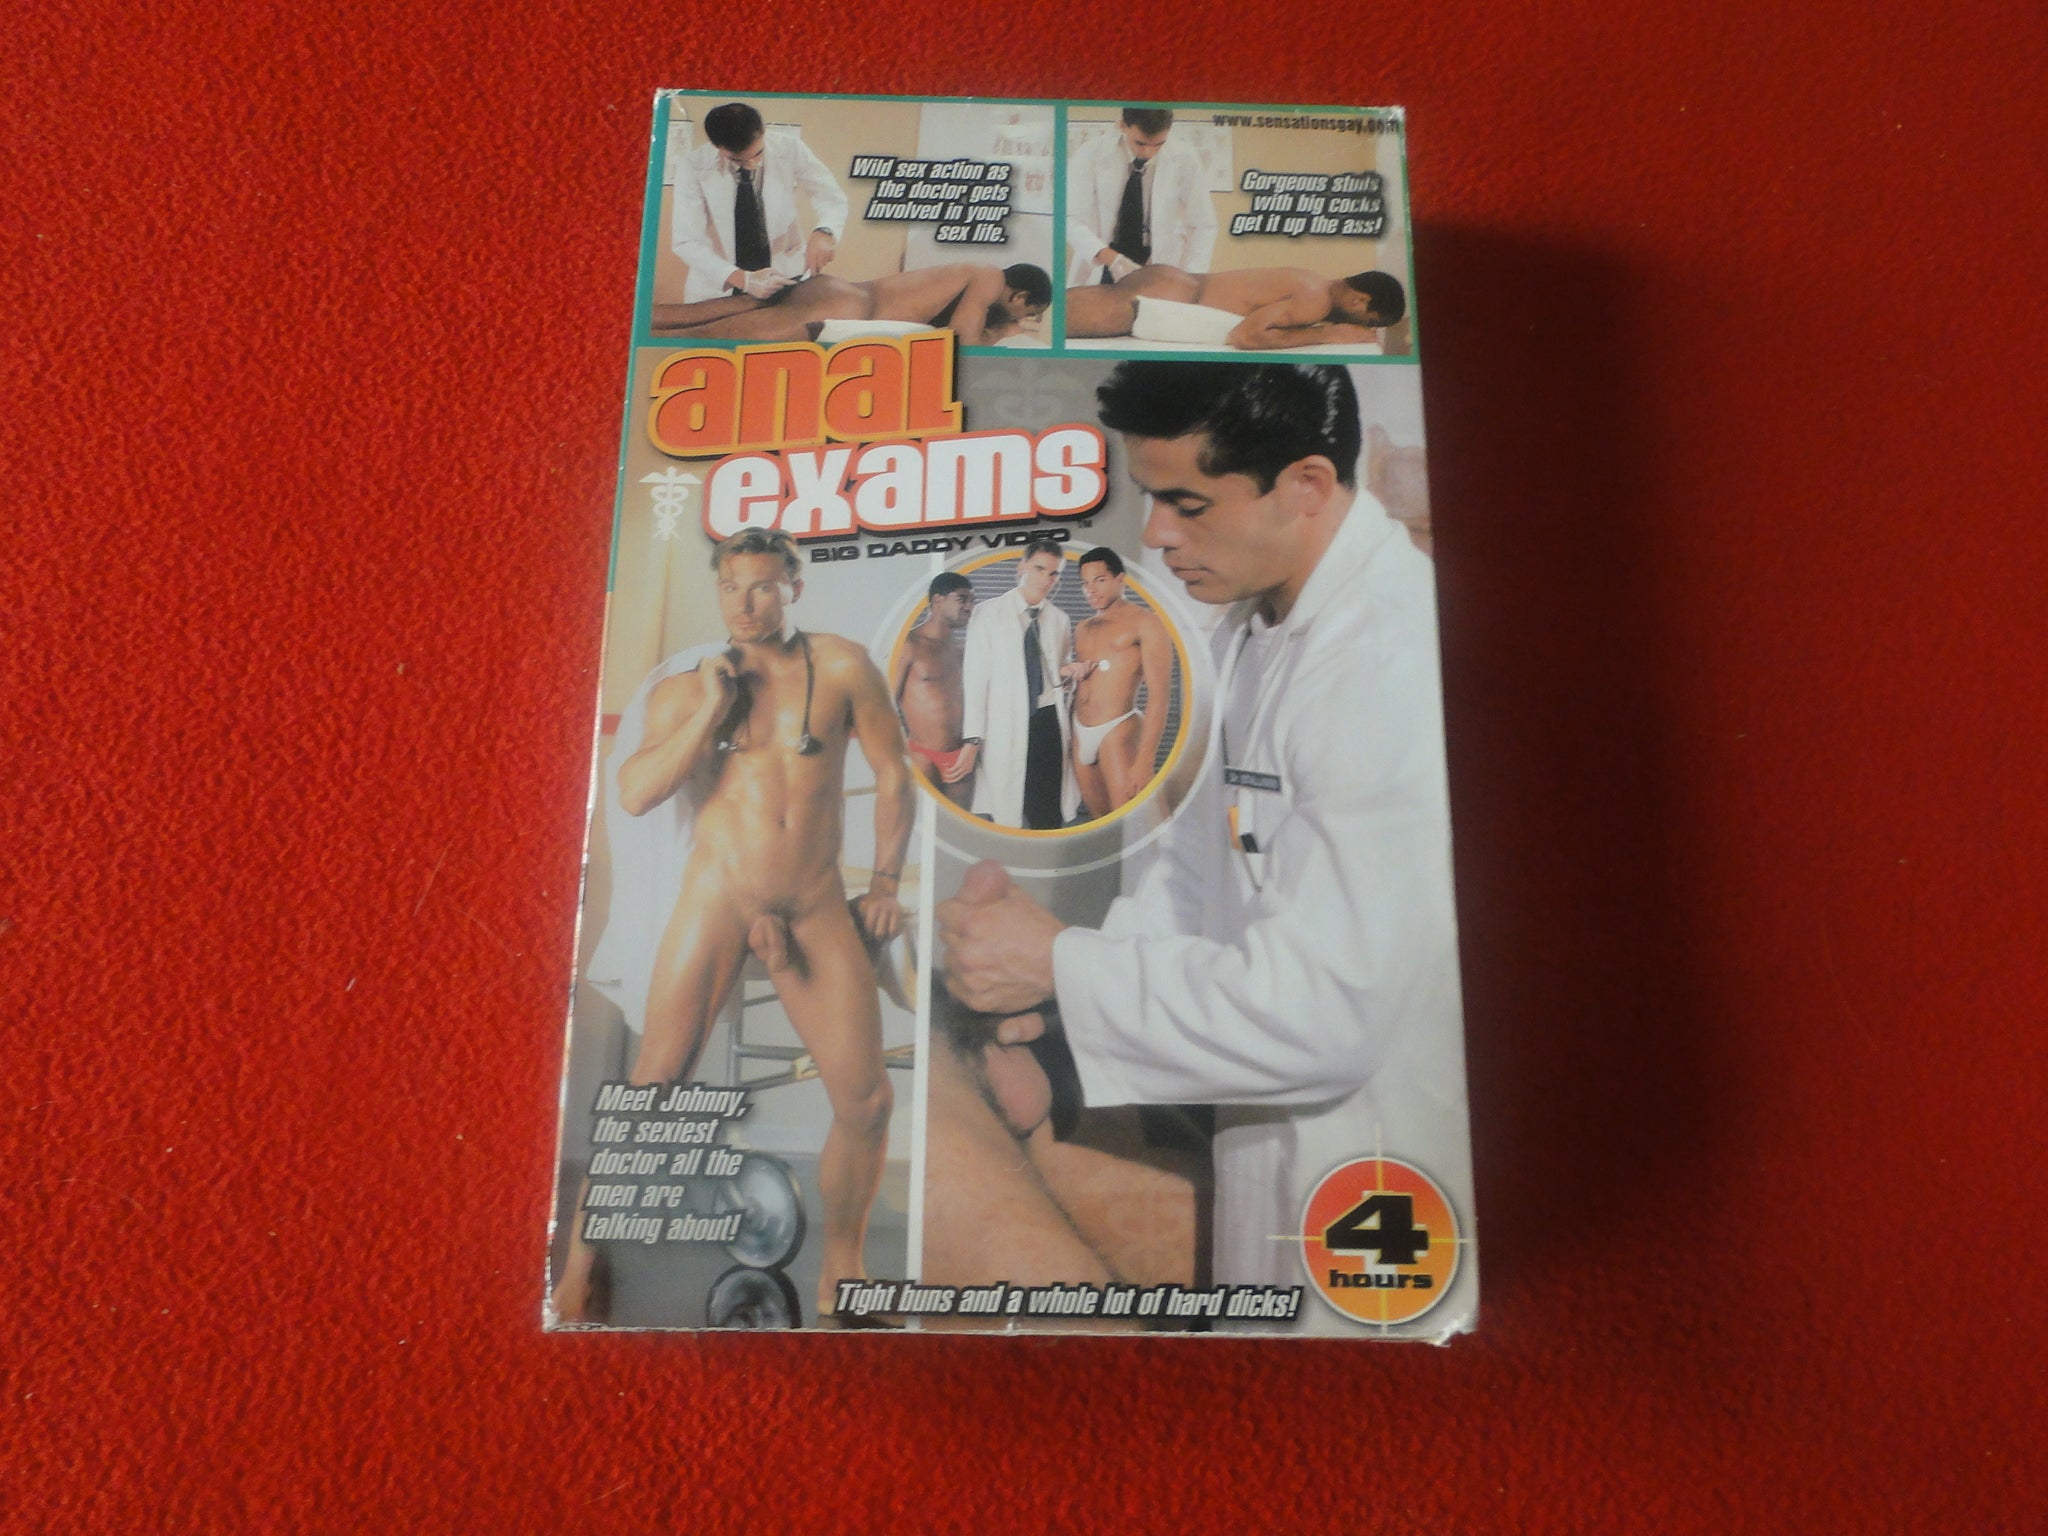 www.sensationsgay.com
Wild sex action as
the doctor gets
involved in your
sex life.
Gorgeous studs
with big cocks
get it up the ass!
anal
exams
BIG DADDY VIDEO ™
Meet Johnny,
the sexiest
doctor all the
men are
talking about!
Tight buns and a whole lot of hard dicks!
4
hours